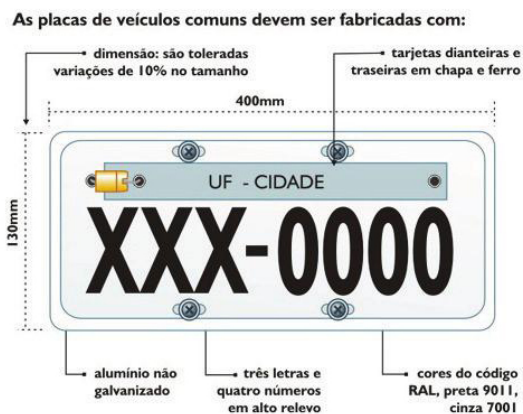 As placas de veículos comuns devem ser fabricadas com:
dimensão: são toleradas
variações de 10% no tamanho
tarjetas dianteiras e
traseiras em chapa e ferro
400mm
130mm
UF - CIDADE
XXX-0000
alumínio não
galvanizado
três letras e
quatro números
em alto relevo
cores do código
RAL, preta 9011,
cinza 7001